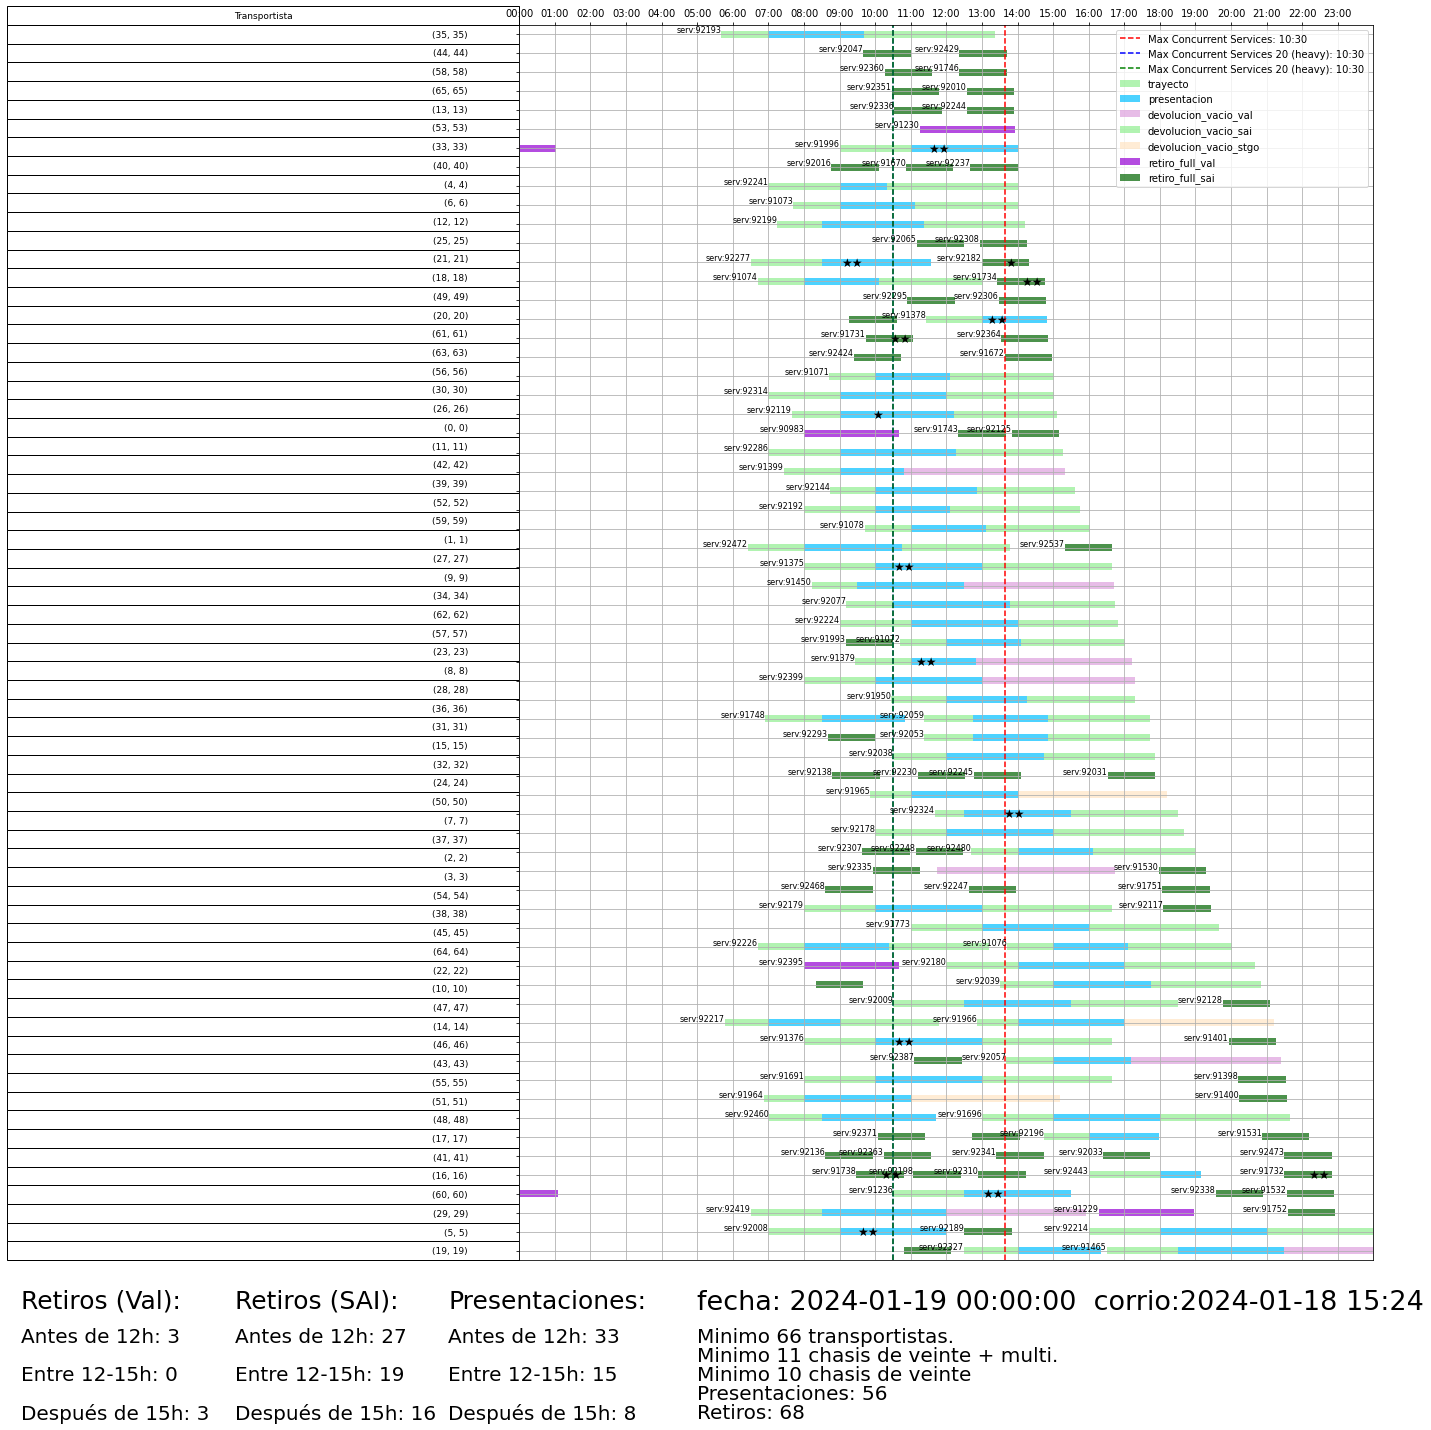 Transportista
00:00 01:00 02:00 03:00 04:00 05:00 06:00 07:00 08:00 09:00 10:00 11:00 12:00 13:00 14:00 15:00 16:00 17:00 18:00 19:00 20:00 21:00 22:00 23:00
Max Concurrent Services: 10:30
Max Concurrent Services 20 (heavy): 10:30
Max Concurrent Services 20 (heavy): 10:30
trayecto
presentacion
devolucion_vacio_val
devolucion_vacio_sai
devolucion_vacio_stgo
retiro_full_val
retiro_full_sai
(35, 35) serv:92193
(44, 44) serv:92047 serv:92429
(58, 58) serv:92360 serv:91746
(65, 65) serv:92351 serv:92010
(13, 13) serv:92336 serv:92244
(53, 53) serv:91230
(33, 33) serv:91996
(40, 40) serv:92016 serv:91670 serv:92237
(4, 4) serv:92241
(6, 6) serv:91073
(12, 12) serv:92199
(25, 25) serv:92065 serv:92308
(21, 21) serv:92277 serv:92182
(18, 18) serv:91074 serv:91734
(49, 49) serv:92295 serv:92306
(20, 20) serv:91378
(61, 61) serv:91731 serv:92364
(63, 63) serv:92424 serv:91672
(56, 56) serv:91071
(30, 30) serv:92314
(26, 26) serv:92119
(0, 0) serv:90983 serv:91743 serv:92125
(11, 11) serv:92286
(42, 42) serv:91399
(39, 39) serv:92144
(52, 52) serv:92192
(59, 59) serv:91078
(1, 1) serv:92472 serv:92537
(27, 27) serv:91375
(9, 9) serv:91450
(34, 34) serv:92077
(62, 62) serv:92224
(57, 57) serv:91993 serv:91072
(23, 23) serv:91379
(8, 8) serv:92399
(28, 28) serv:91950
(36, 36) serv:91748 serv:92059
(31, 31) serv:92293 serv:92053
(15, 15) serv:92038
(32, 32) serv:92138 serv:92230 serv:92245 serv:92031
(24, 24) serv:91965
(50, 50) serv:92324
(7, 7) serv:92178
(37, 37) serv:92307 serv:92248 serv:92480
(2, 2) serv:92335 serv:91530
(3, 3) serv:92468 serv:92247 serv:91751
(54, 54) serv:92179 serv:92117
(38, 38) serv:91773
(45, 45) serv:92226 serv:91076
(64, 64) serv:92395 serv:92180
(22, 22) serv:92039
(10, 10) serv:92009 serv:92128
(47, 47) serv:92217 serv:91966
(14, 14) serv:91376 serv:91401
(46, 46) serv:92387 serv:92057
(43, 43) serv:91691 serv:91398
(55, 55) serv:91964 serv:91400
(51, 51) serv:92460 serv:91696
(48, 48) serv:92371 serv:92196 serv:91531
(17, 17) serv:92136 serv:92363 serv:92341 serv:92033 serv:92473
(41, 41) serv:91738 serv:92198 serv:92310 serv:92443 serv:91732
(16, 16) serv:91236 serv:92338 serv:91532
(60, 60) serv:92419 serv:91229 serv:91752
(29, 29) serv:92008 serv:92189 serv:92214
(5, 5) serv:92327 serv:91465
(19, 19)
Retiros (Val):
Antes de 12h: 3
Entre 12-15h: 0
Después de 15h: 3
Retiros (SAI):
Antes de 12h: 27
Entre 12-15h: 19
Después de 15h: 16
Presentaciones:
Antes de 12h: 33
Entre 12-15h: 15
Después de 15h: 8
fecha: 2024-01-19 00:00:00 corrio:2024-01-18 15:24
Minimo 66 transportistas.
Minimo 11 chasis de veinte + multi.
Minimo 10 chasis de veinte
Presentaciones: 56
Retiros: 68